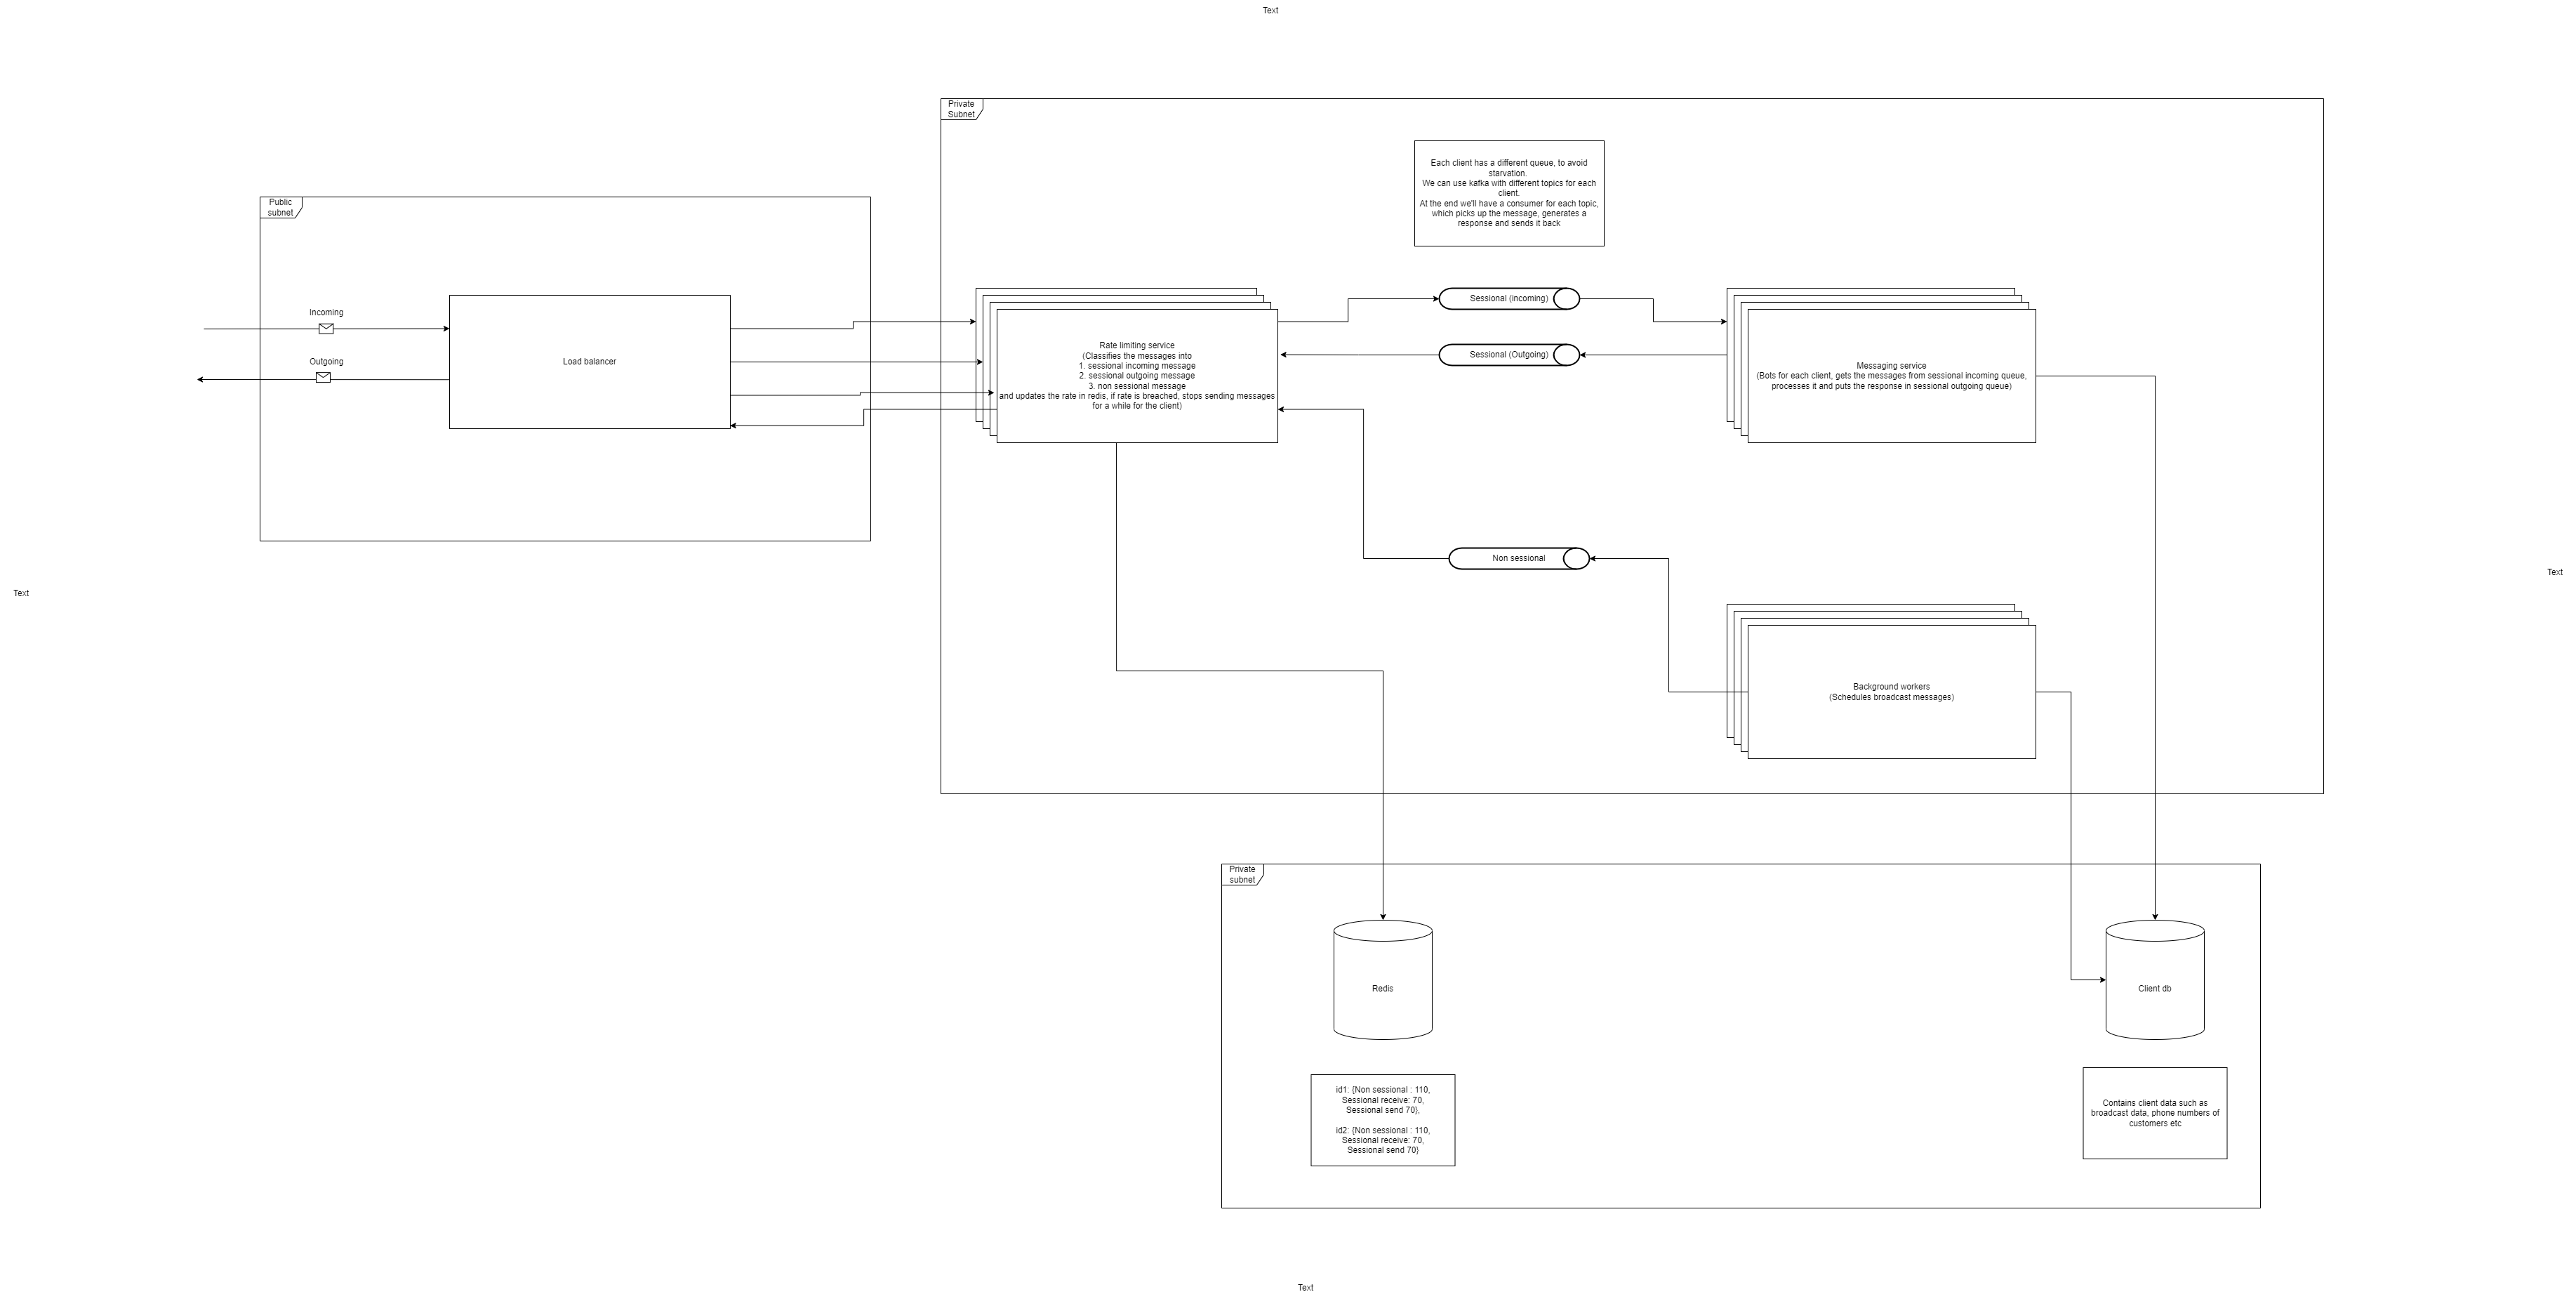 Text
Private
Subnet
Each client has a different queue, to avoid
starvation.
We can use kafka with different topics for each
client.
At the end we'll have a consumer for each topic,
which picks up the message, generates a
response and sends it back
Public
subnet
Incoming
Outgoing
Load balancer
Rate limiting service
(Classifies the messages into
1. sessional incoming message
2. sessional outgoing message
3. non sessional message
and updates the rate in redis, if rate is breached, stops sending messages
for a while for the client)
Sessional (incoming)
Sessional (Outgoing)
Messaging service
(Bots for each client, gets the messages from sessional incoming queue,
processes it and puts the response in sessional outgoing queue)
Non sessional
Text
Text
Background workers
(Schedules broadcast messages)
Private
subnet
Redis
Client db
id1: {Non sessional : 110,
Sessional receive: 70,
Sessional send 70},
id2: {Non sessional : 110,
Sessional receive: 70,
Sessional send 70}
Contains client data such as
broadcast data, phone numbers of
customers etc
Text